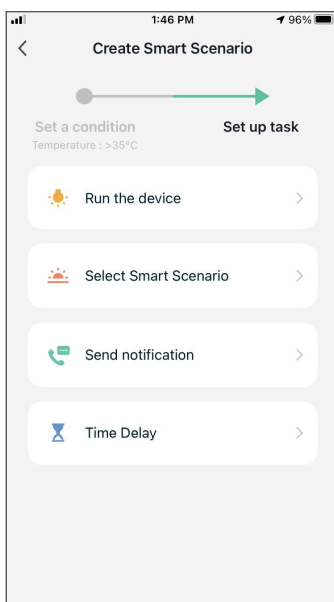 1:46 PM 96%
Create Smart Scenario
Set a condition Set up task
Temperature : >35°C
Run the device
Select Smart Scenario
Send notification
Time Delay